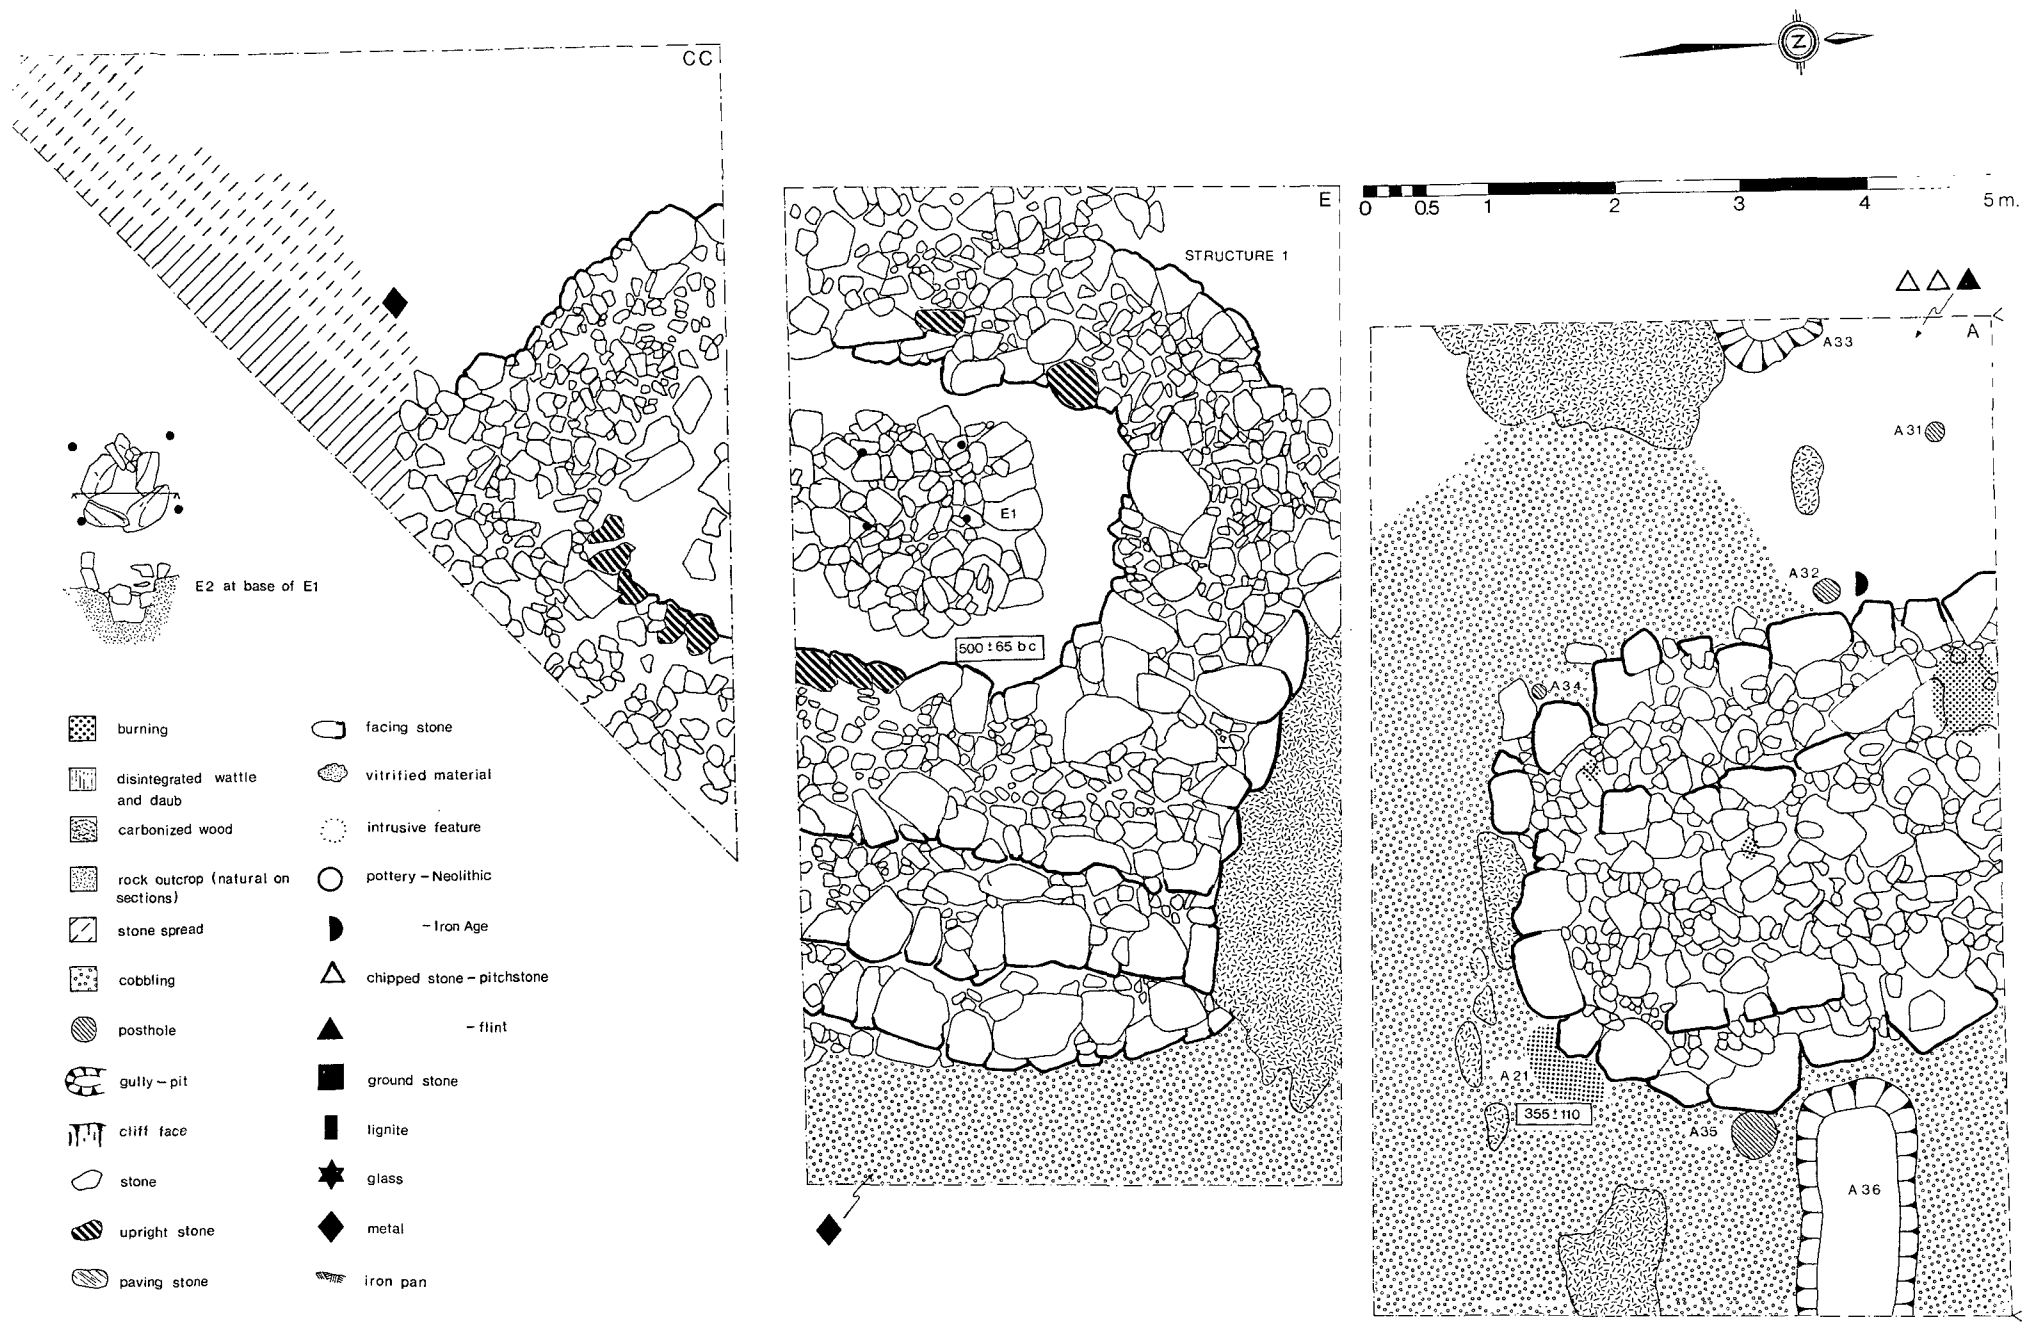 CC
Z
E
STRUCTURE 1
0 0.5 1 2 3 4 5 m.
A
A33
A31
E1
A32
E2 at base of E1
500 ± 65 bc
A34
burning
disintegrated wattle
and daub
carbonized wood
rock outcrop (natural on
sections)
stone spread
cobbling
posthole
gully – pit
cliff face
stone
upright stone
paving stone
facing stone
vitrified material
intrusive feature
pottery – Neolithic
– Iron Age
chipped stone – pitchstone
– flint
ground stone
lignite
glass
metal
iron pan
A21
355 ± 110
A35
A36